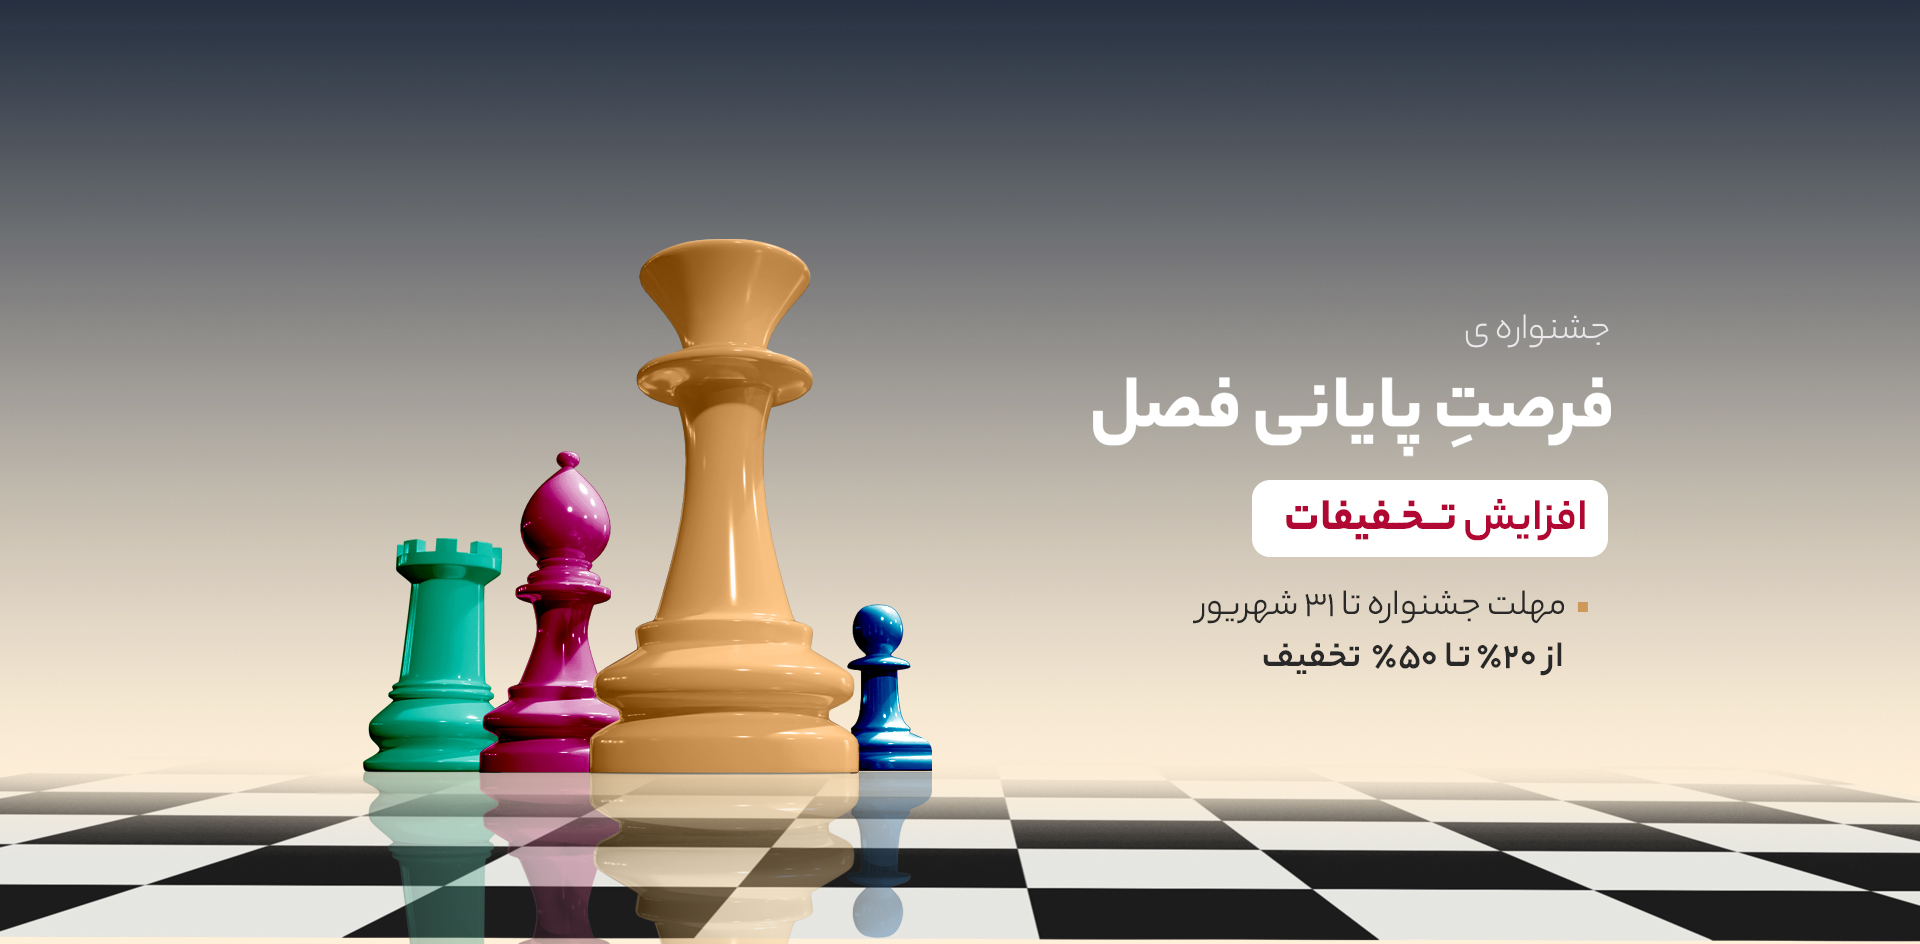 جشنواره ی
فرصتِ پایانی فصل
افزایش تـخـفیفات
مهلت جشنواره تا ۳۱ شهریور
از ۲۰% تا ۵۰% تخفیف